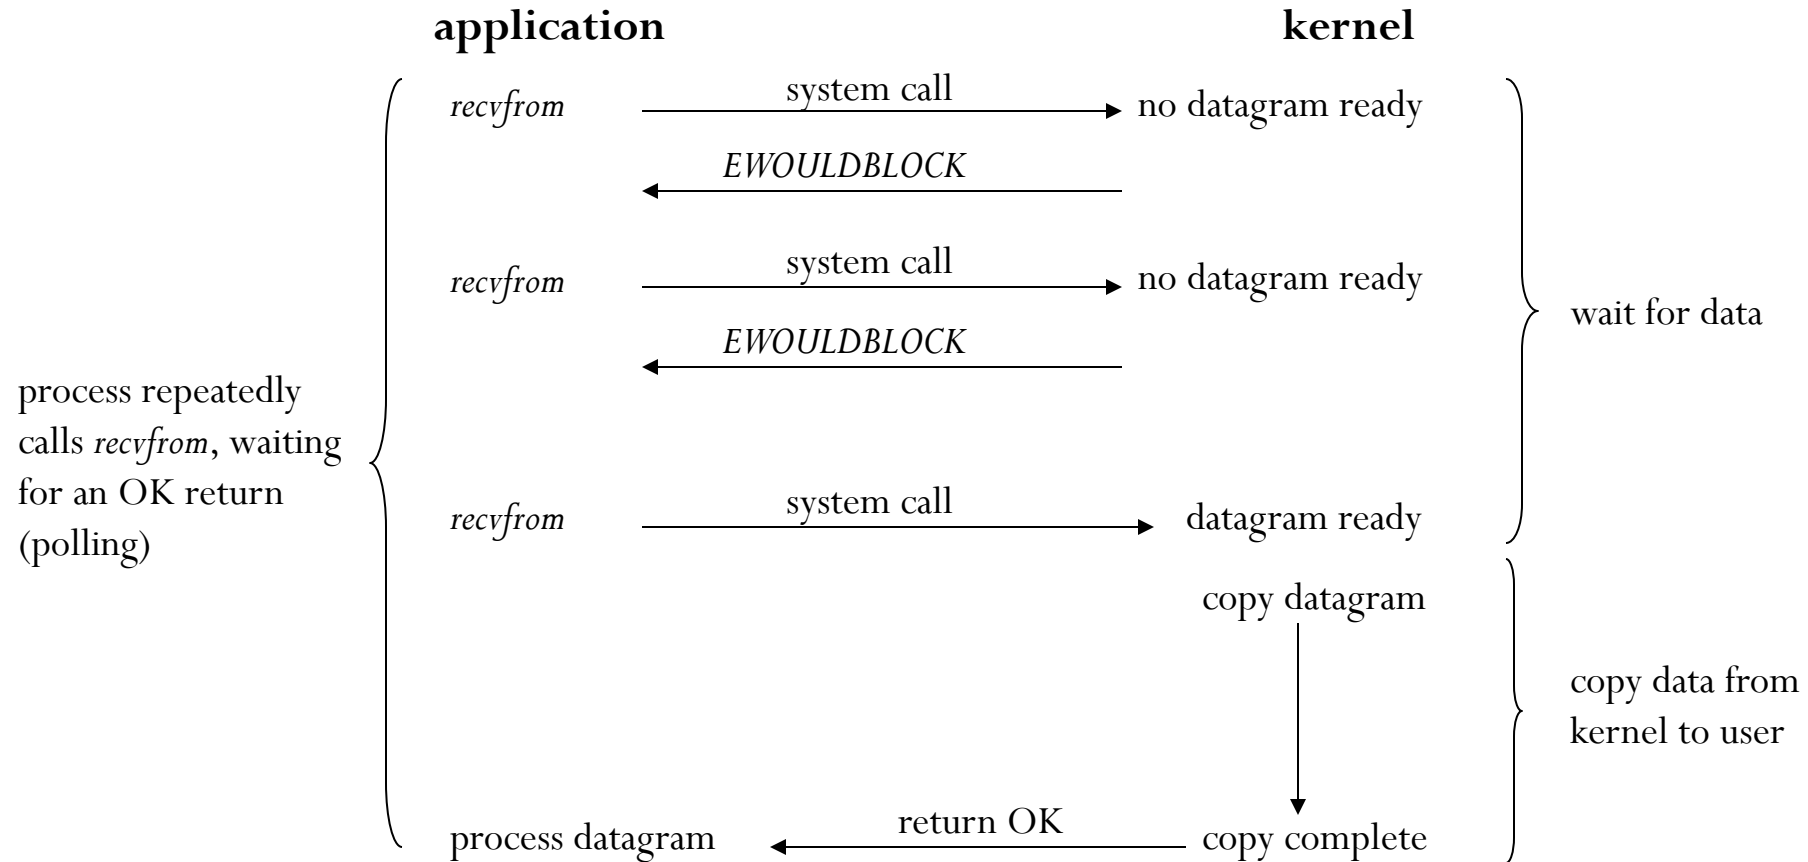 application
kernel
recvfrom
system call
no datagram ready
EWOULDBLOCK
recvfrom
system call
no datagram ready
EWOULDBLOCK
wait for data
process repeatedly
calls recvfrom, waiting
for an OK return
(polling)
recvfrom
system call
datagram ready
copy datagram
copy data from
kernel to user
process datagram
return OK
copy complete